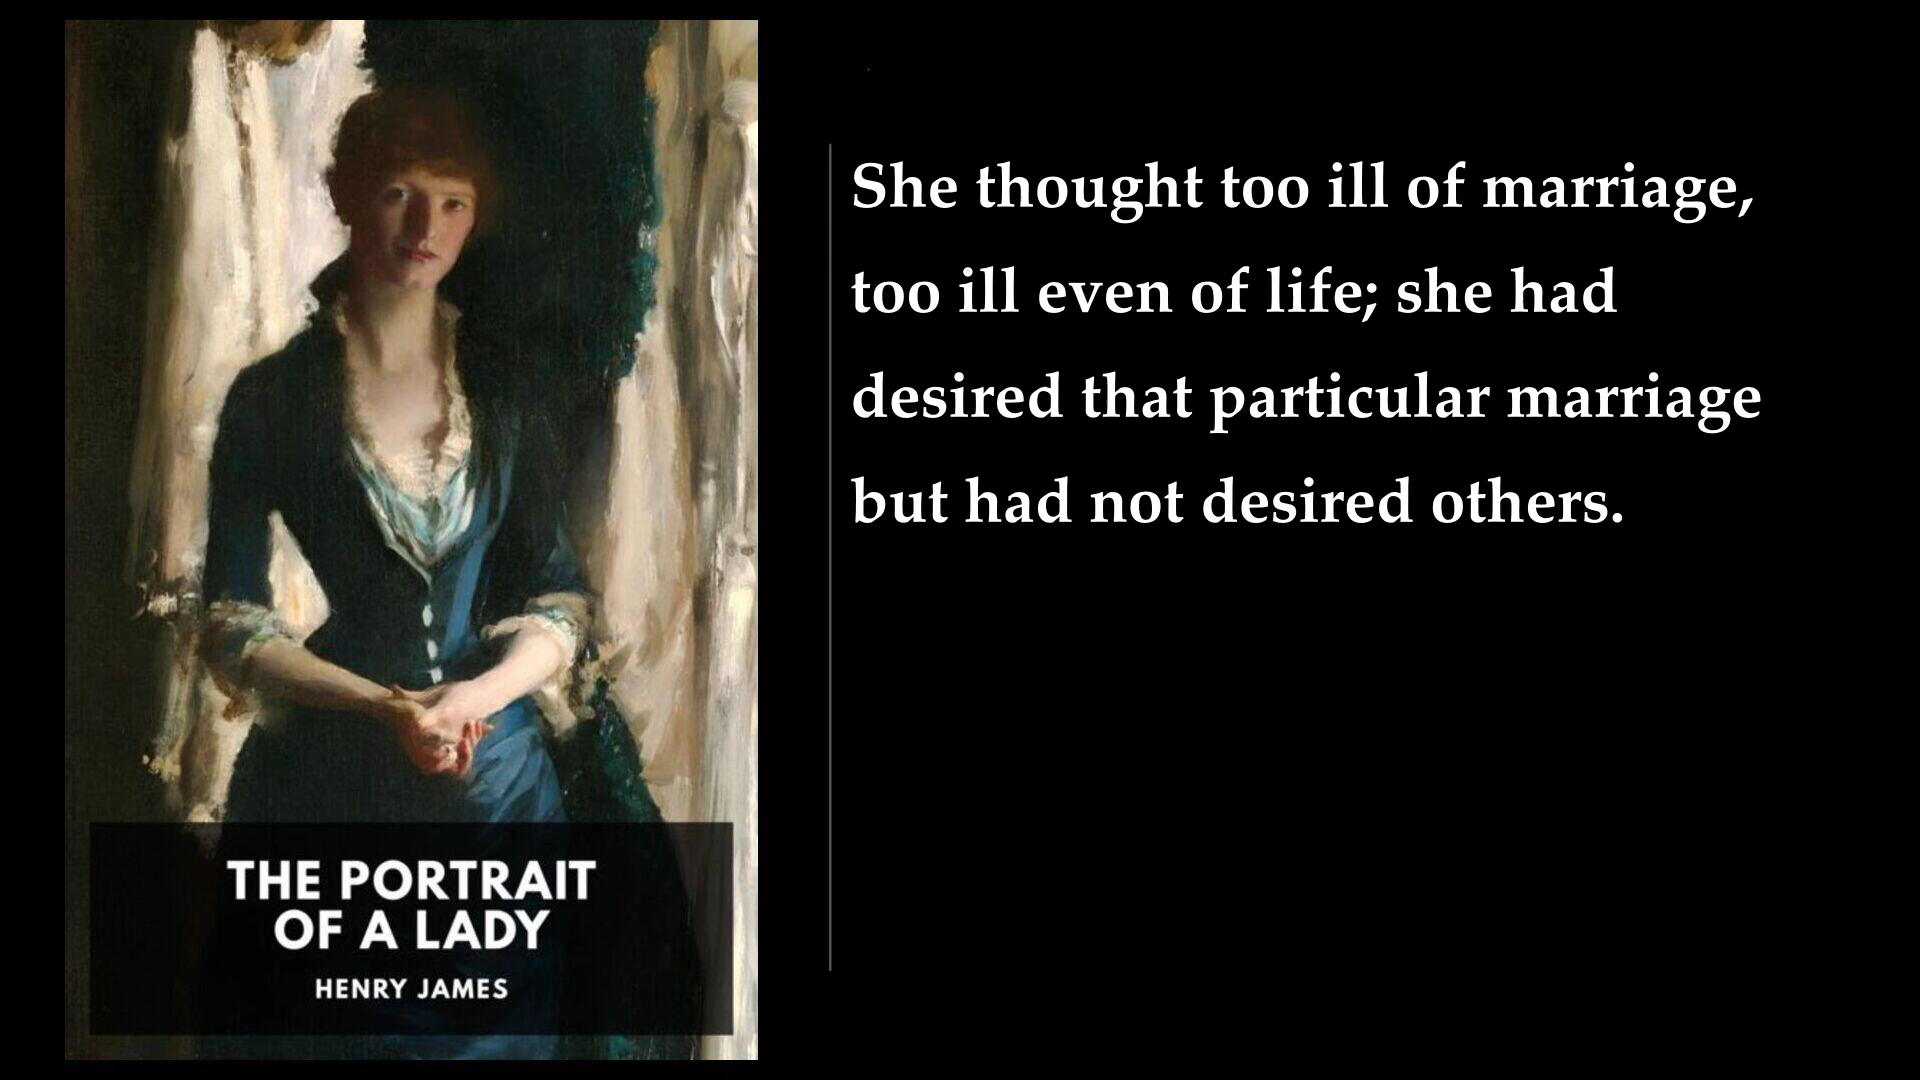 She thought too ill of marriage,
too ill even of life; she had
desired that particular marriage
but had not desired others.
THE PORTRAIT
OF A LADY
HENRY JAMES